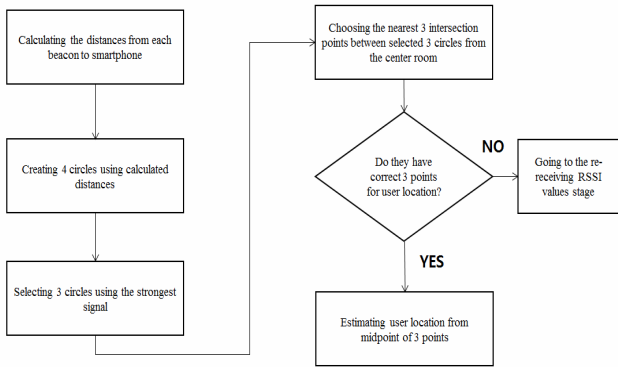 Calculating the distances from each
beacon to smartphone
Creating 4 circles using calculated
distances
Selecting 3 circles using the strongest
signal
Choosing the nearest 3 intersection
points between selected 3 circles from
the center room
Do they have
correct 3 points
for user location?
NO
Going to the re-
receiving RSSI
values stage
YES
Estimating user location from
midpoint of 3 points